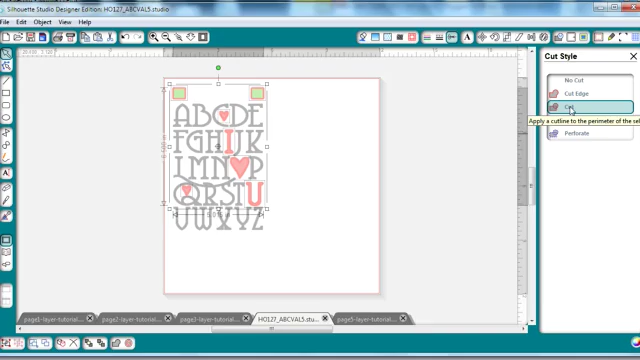 Silhouette Studio Designer Edition: HO127_ABCVAL5.studio
File Edit Object View Help
Cut Style
No Cut
Cut Edge
Cut
Apply a cutline to the perimeter of the sel
Perforate
ABCDE
FGHIJK
LMNOP
QRSTU
VWXYZ
page1-layer-tutorial....
page2-layer-tutorial....
page3-layer-tutorial....
HO127_ABCVAL5.stu...
page5-layer-tutorial....